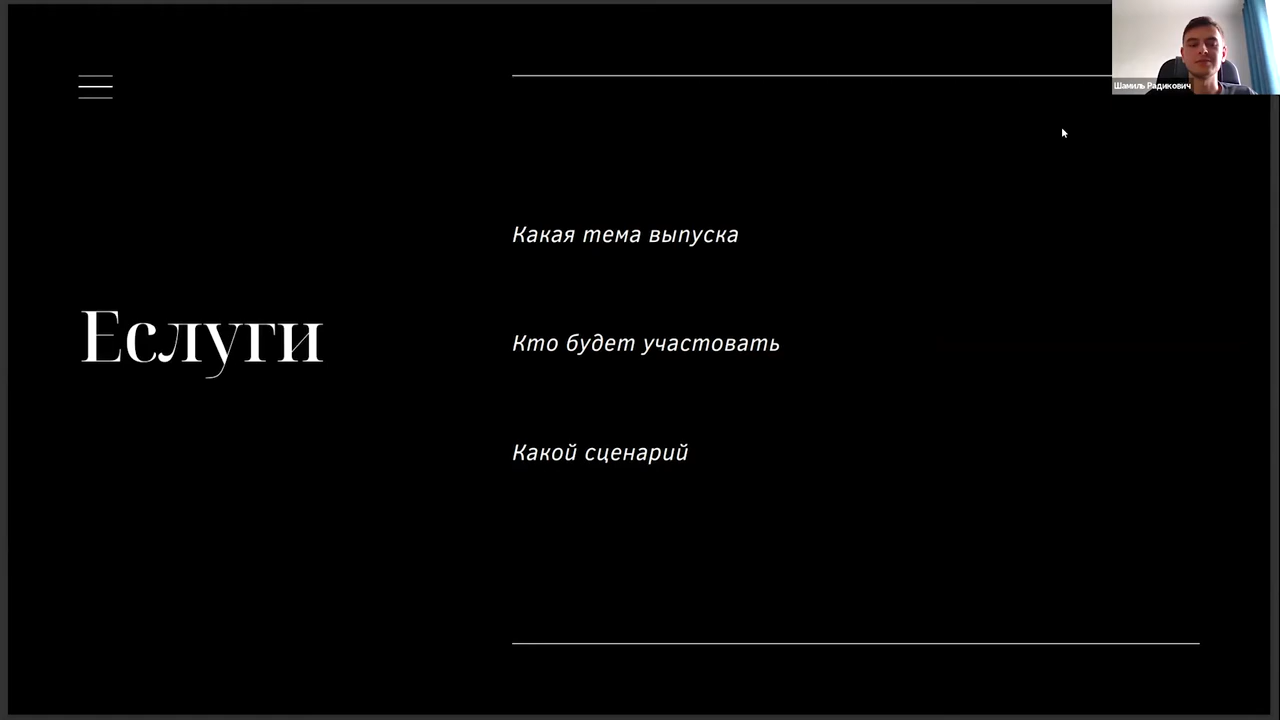 Шамиль Радикович
Какая тема выпуска
Еслуги
Кто будет участовать
Какой сценарий